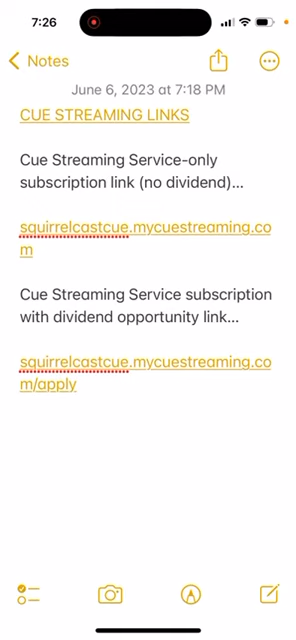 7:26
Notes
June 6, 2023 at 7:18 PM
CUE STREAMING LINKS
Cue Streaming Service-only
subscription link (no dividend)...
squirrelcastcue.mycuestreaming.co
m
Cue Streaming Service subscription
with dividend opportunity link...
squirrelcastcue.mycuestreaming.co
m/apply